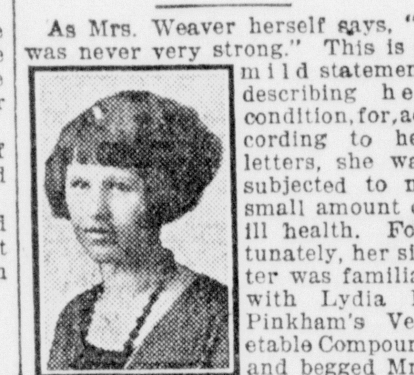 As Mrs. Weaver herself says, "
was never very strong." This is
mild statemen
describing he
condition, for, ac
cording to he
letters, she wa
subjected to n
small amount o
ill health. Fo
tunately, her si
ter was familia
with Lydia
Pinkham's Ve
etable Compoun
and begged M